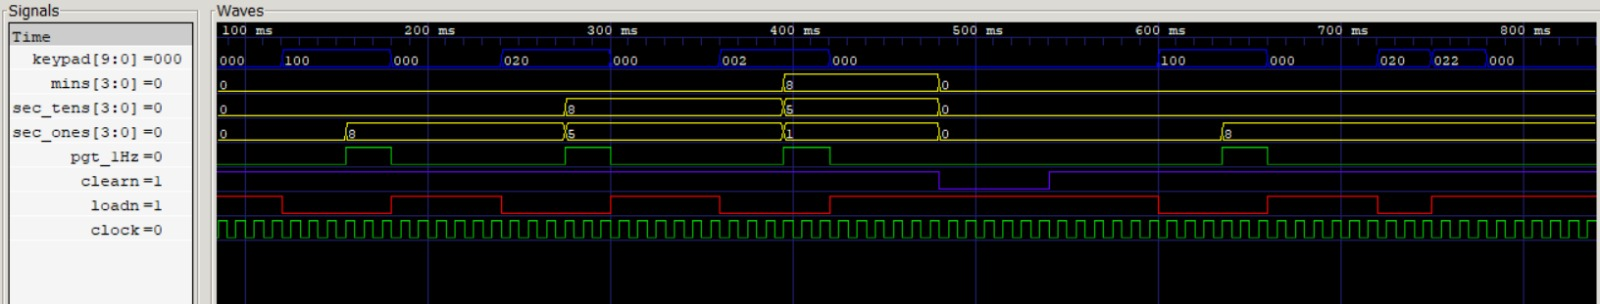 Signals
Waves
Time
100 ms 200 ms 300 ms 400 ms 500 ms 600 ms 700 ms 800 ms
keypad[9:0] =000
000 100 000 020 000 002 000 100 000 020 022 000
mins[3:0] =0
0 8 0
sec_tens[3:0] =0
0 8 5 0
sec_ones[3:0] =0
0 8 5 1 0 8
pgt_1Hz =0
clearn =1
loadn =1
clock =0